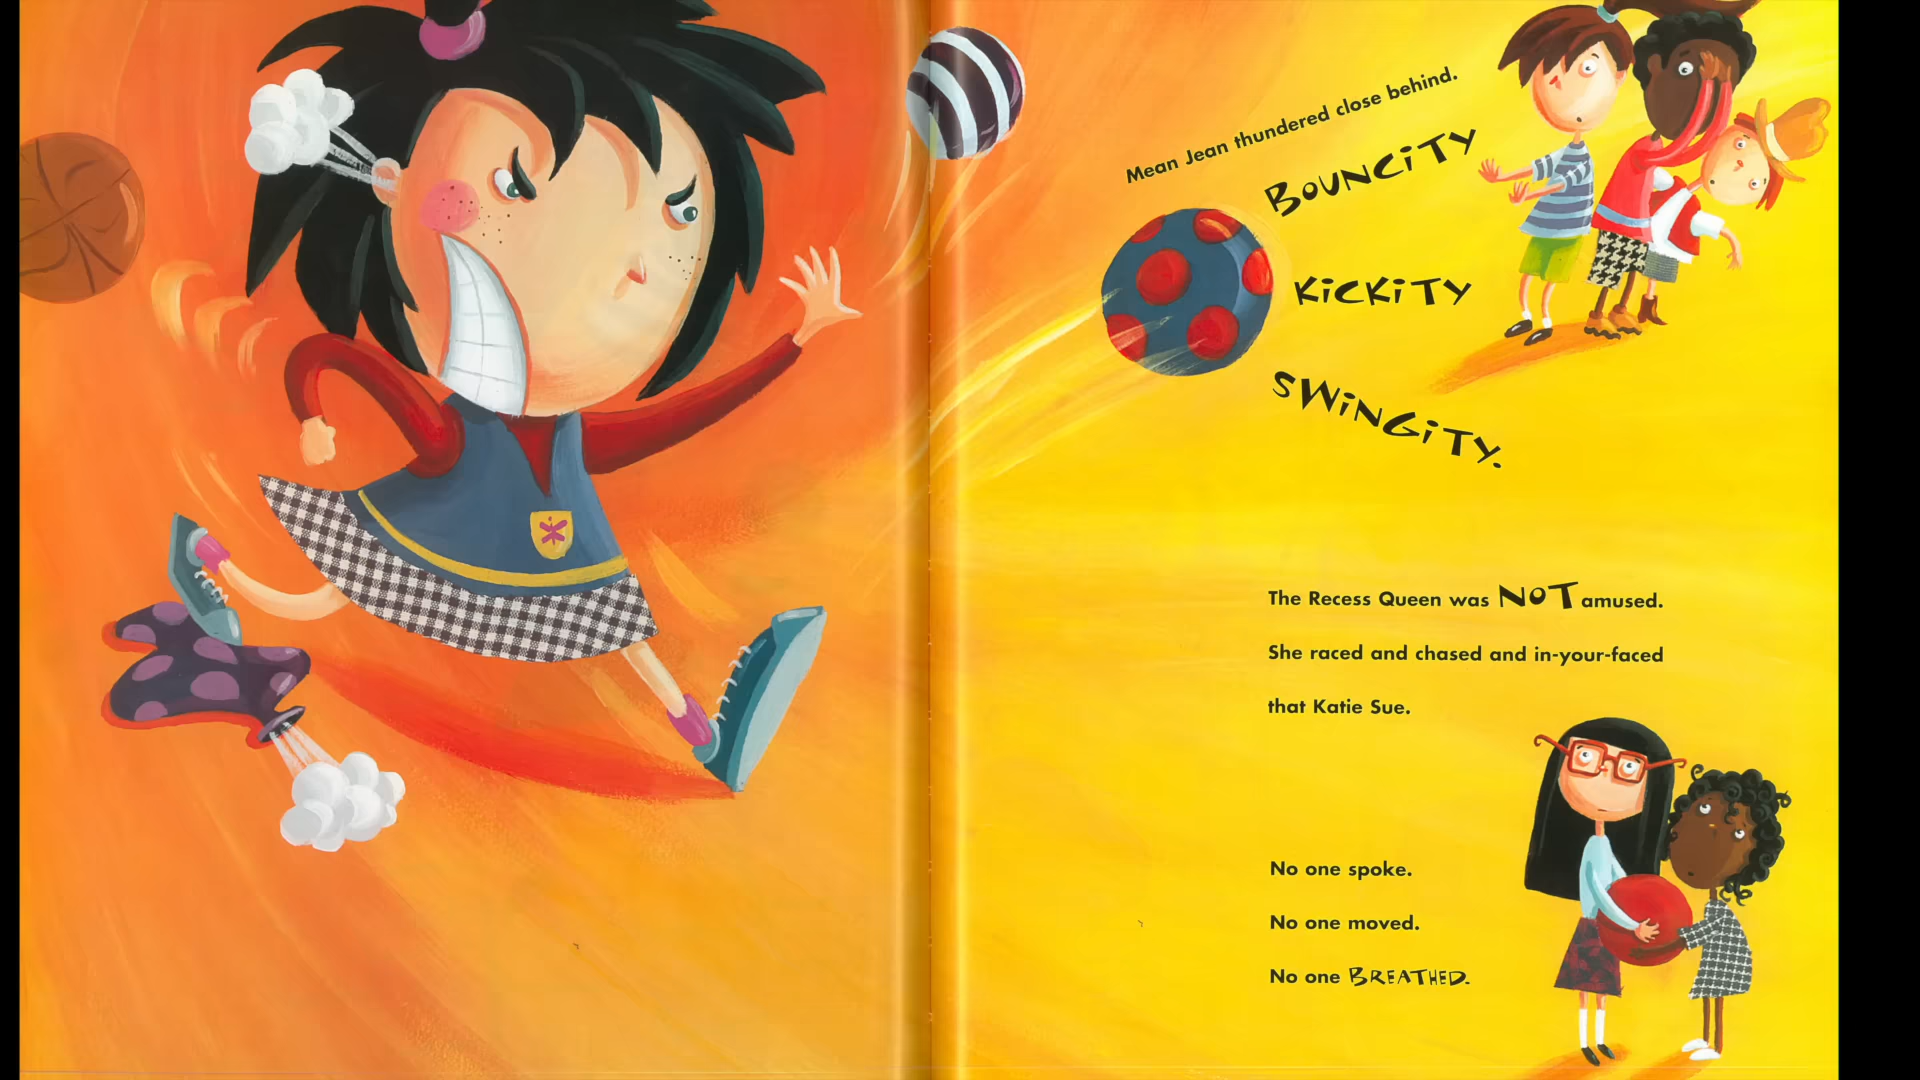 Mean Jean thundered close behind.
BOUNCiTY
KiCKiTY
SWiNGiTY.
The Recess Queen was NOT amused.
She raced and chased and in-your-faced
that Katie Sue.
No one spoke.
No one moved.
No one BREATHED.